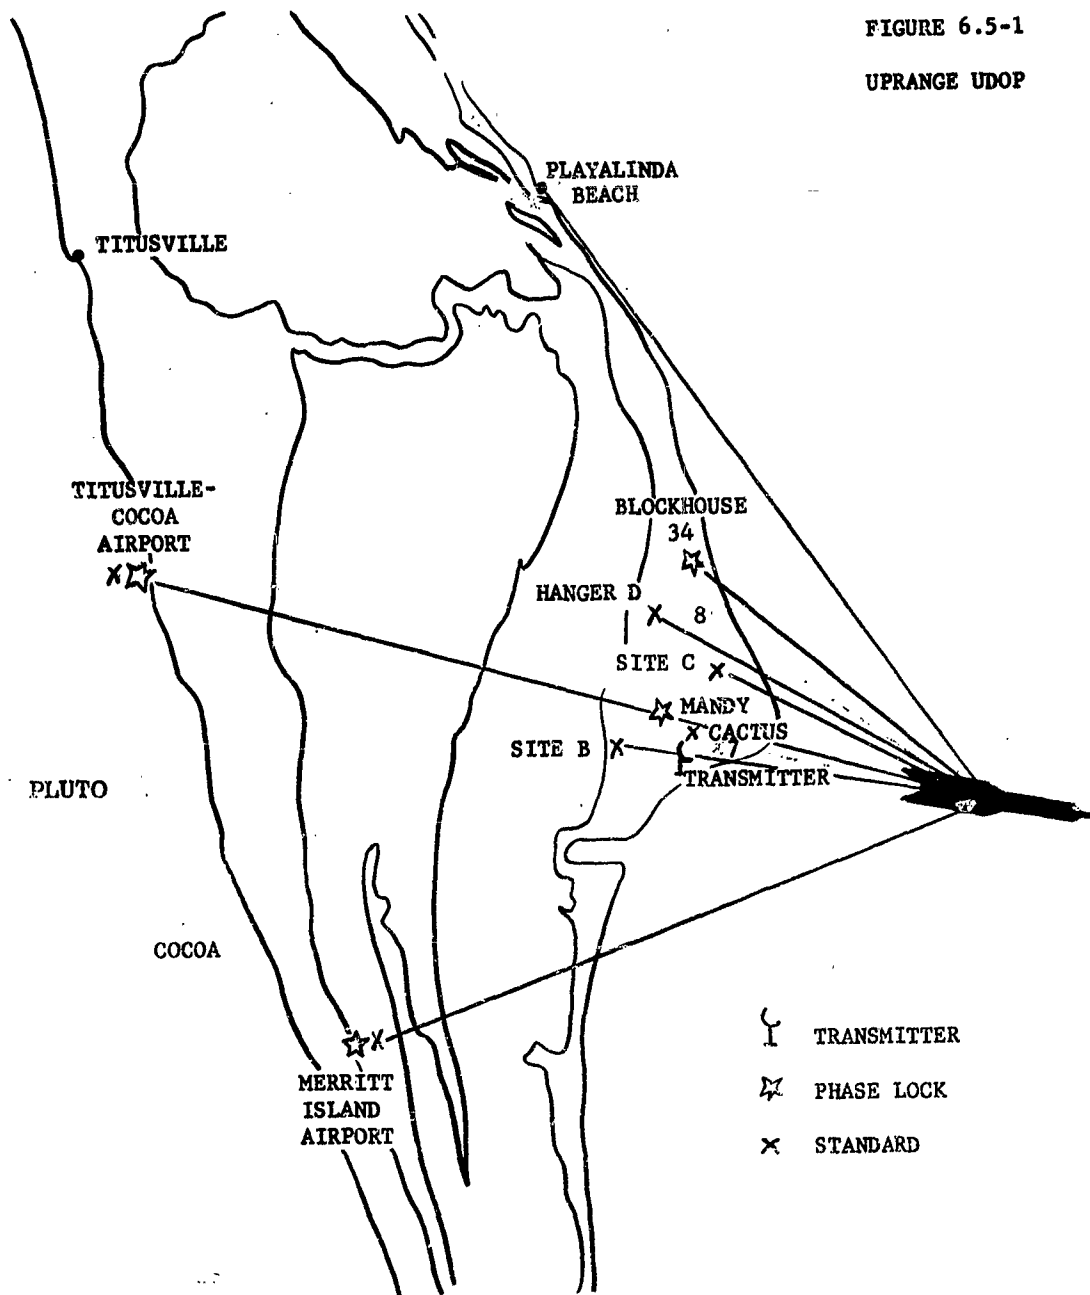 FIGURE 6.5-1
UPRANGE UDOP
PLAYALINDA
BEACH
TITUSVILLE
TITUSVILLE-
COCOA
AIRPORT
BLOCKHOUSE
34
HANGER D
8
SITE C
MANDY
CACTUS
SITE B
7
TRANSMITTER
PLUTO
COCOA
MERRITT
ISLAND
AIRPORT
TRANSMITTER
PHASE LOCK
STANDARD